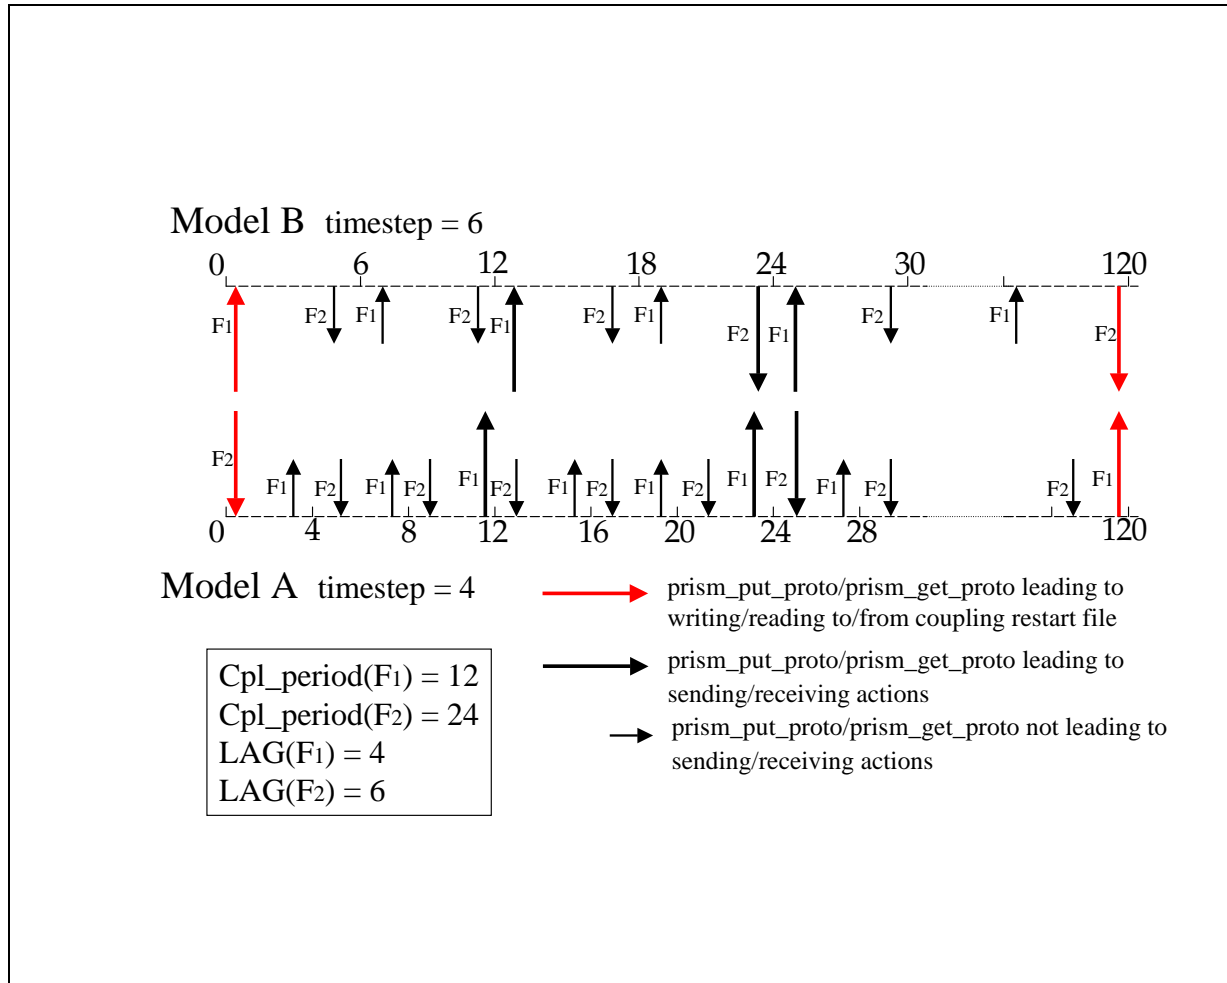 Model B timestep = 6
0 6 12 18 24 30 120
F1 F2 F1 F2 F1 F2 F1 F2 F1 F2 F1 F2
F2 F1 F2 F1 F2 F1 F2 F1 F2 F1 F2 F1 F2 F1 F2 F2 F1
0 4 8 12 16 20 24 28 120
Model A timestep = 4
prism_put_proto/prism_get_proto leading to
writing/reading to/from coupling restart file
prism_put_proto/prism_get_proto leading to
sending/receiving actions
prism_put_proto/prism_get_proto not leading to
sending/receiving actions
Cpl_period(F1) = 12
Cpl_period(F2) = 24
LAG(F1) = 4
LAG(F2) = 6